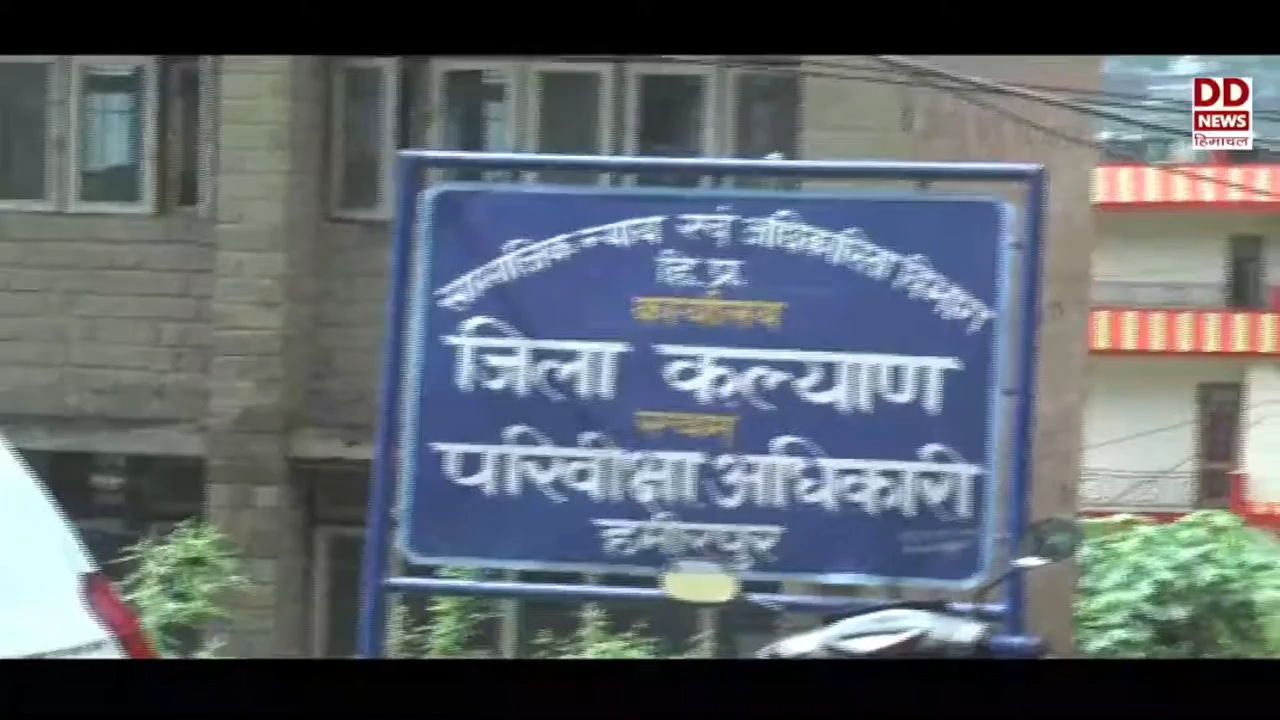 DD
NEWS
हिमाचल
सामाजिक न्याय एवं अधिकारिता विभाग
हि.प्र.
कार्यालय
जिला कल्याण
एवम्
परिवीक्षा अधिकारी
हमीरपुर